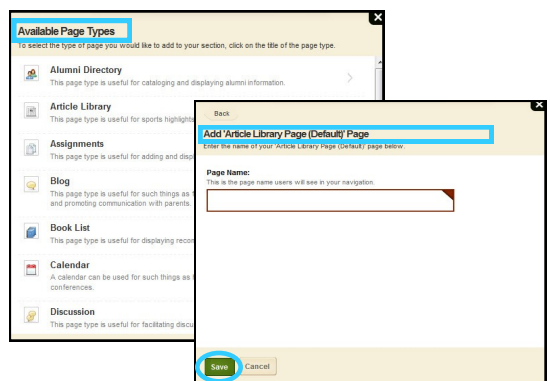 Available Page Types
To select the type of page you would like to add to your section, click on the title of the page type.
Alumni Directory
This page type is useful for cataloging and displaying alumni information.
Article Library
This page type is useful for sports highlights
Assignments
This page type is useful for adding and disp
Blog
This page type is useful for such things as
and promoting communication with parents.
Book List
This page type is useful for displaying recor
Calendar
A calendar can be used for such things as
conferences.
Discussion
This page type is useful for facilitating discu
Back
Add 'Article Library Page (Default)' Page
Enter the name of your 'Article Library Page (Default)' page below.
Page Name:
This is the page name users will see in your navigation.
Save Cancel